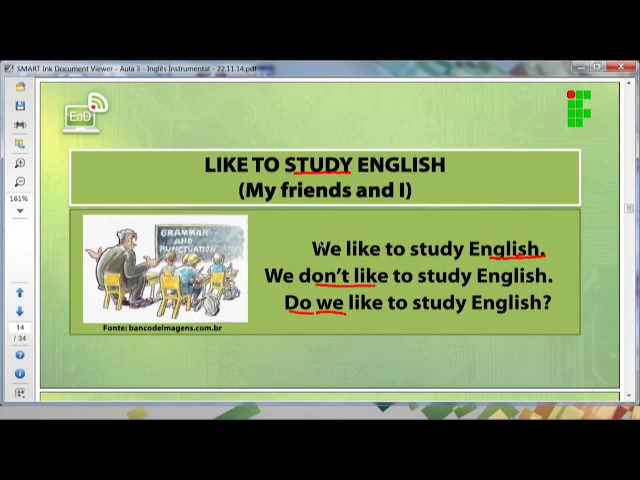 SMART Ink Document Viewer - Aula 3 - Inglês Instrumental - 22.11.14.pdf
EaD
LIKE TO STUDY ENGLISH
(My friends and I)
GRAMMAR
AND
PUNCTUATION
We like to study English.
We don't like to study English.
Do we like to study English?
Fonte: bancodeimagens.com.br
161%
14
/ 34